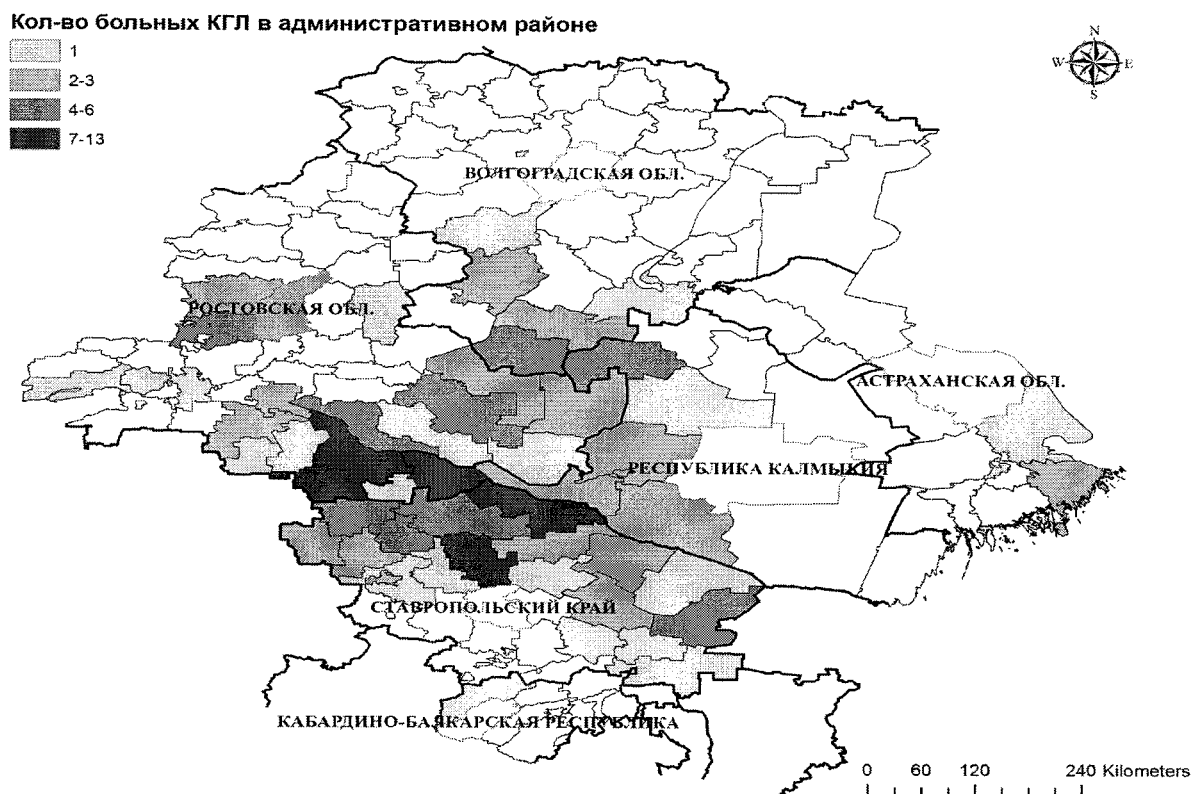 Кол-во больных КГЛ в административном районе
1
2-3
4-6
7-13
N
W E
S
ВОЛГОГРАДСКАЯ ОБЛ.
РОСТОВСКАЯ ОБЛ.
АСТРАХАНСКАЯ ОБЛ.
РЕСПУБЛИКА КАЛМЫКИЯ
СТАВРОПОЛЬСКИЙ КРАЙ
КАБАРДИНО-БАЛКАРСКАЯ РЕСПУБЛИКА
0 60 120 240 Kilometers